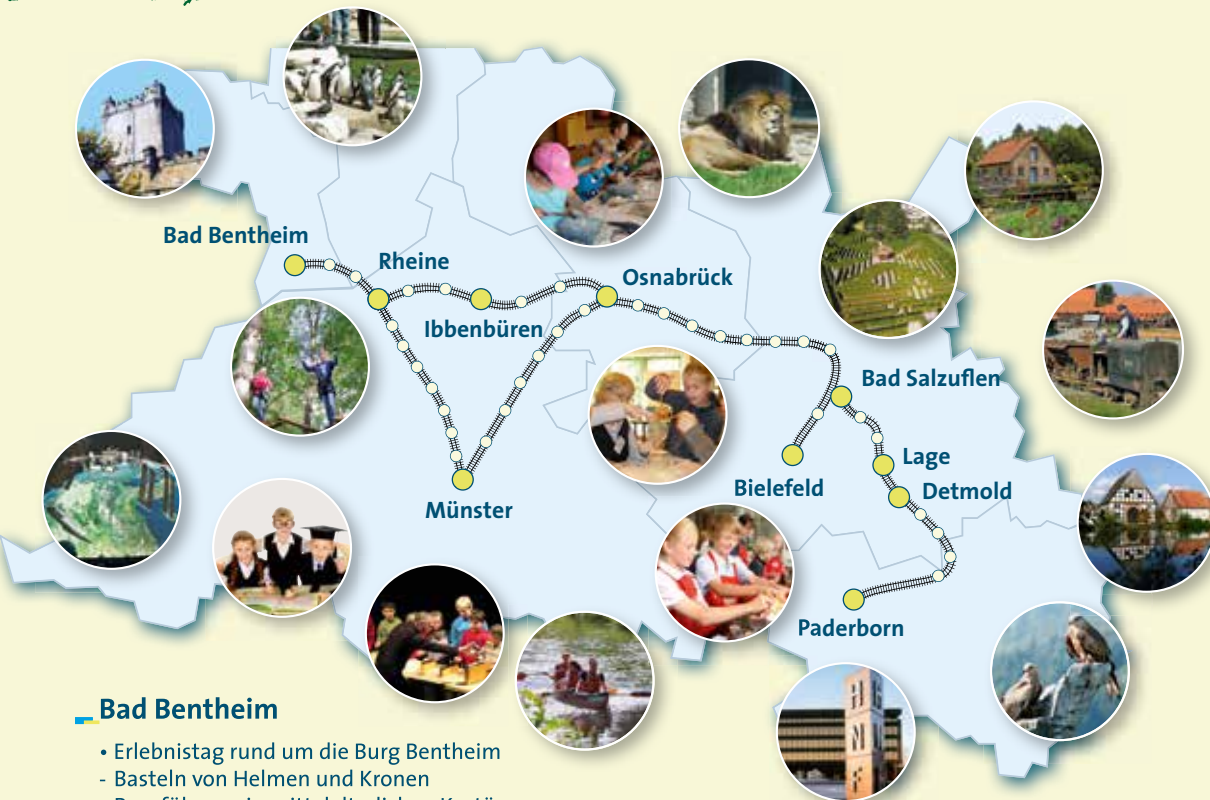 Bad Bentheim
Rheine
Osnabrück
Ibbenbüren
Bad Salzuflen
Lage
Bielefeld
Detmold
Münster
Paderborn
HNF
Bad Bentheim
• Erlebnistag rund um die Burg Bentheim
- Basteln von Helmen und Kronen